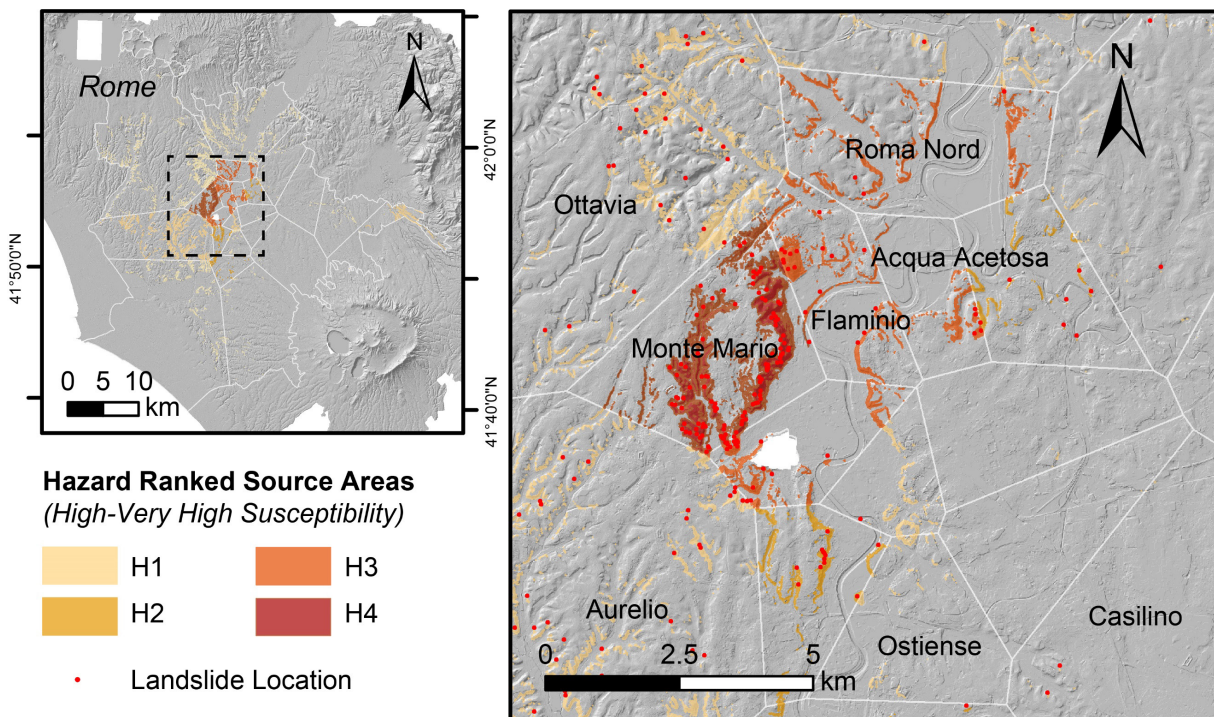 Rome
N
0 5 10
km
41°50'0"N
42°0'0"N
41°40'0"N
Hazard Ranked Source Areas
(High-Very High Susceptibility)
H1
H3
H2
H4
Landslide Location
N
Roma Nord
Ottavia
Acqua Acetosa
Flaminio
Monte Mario
Aurelio
Casilino
Ostiense
0 2.5 5
km